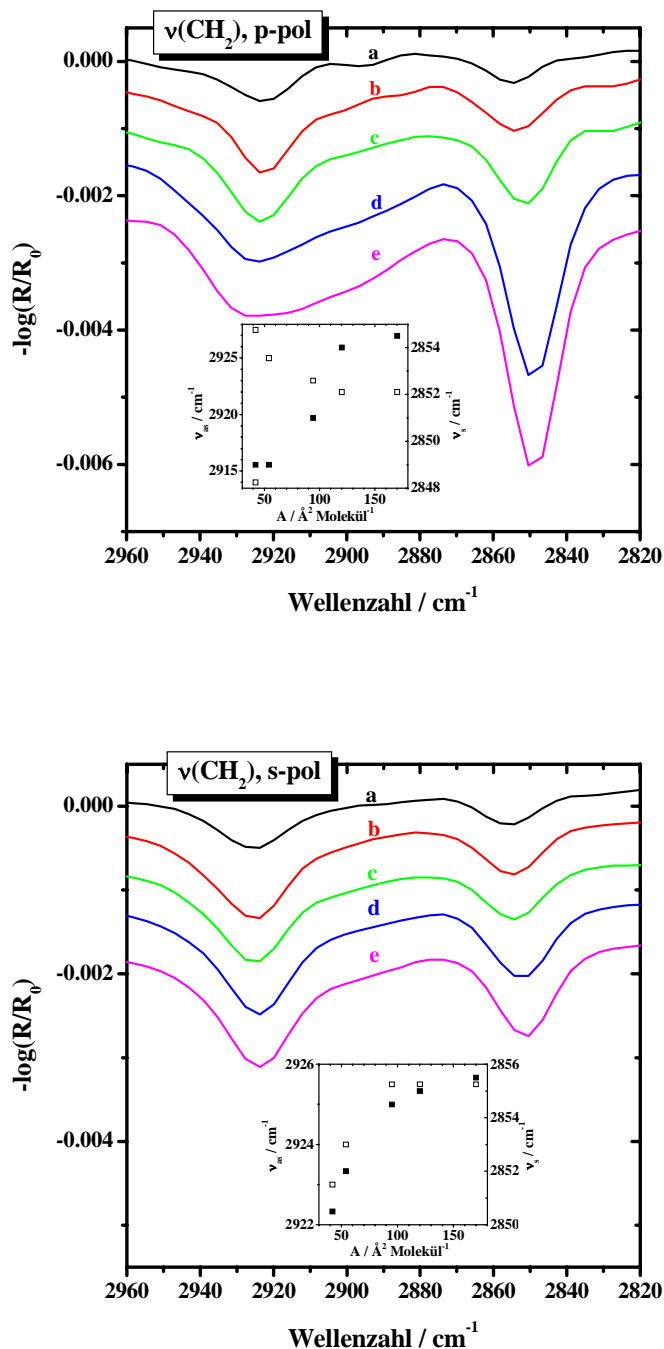 ν(CH₂), p-pol
0.000
-0.002
-0.004
-0.006
-log(R/R₀)
a
b
c
d
e
2925
2920
2915
νas / cm⁻¹
2854
2852
2850
2848
νs / cm⁻¹
50 100 150
A / Å² Molekül⁻¹
2960 2940 2920 2900 2880 2860 2840 2820
Wellenzahl / cm⁻¹
ν(CH₂), s-pol
0.000
-0.002
-0.004
-log(R/R₀)
a
b
c
d
e
2926
2924
2922
νas / cm⁻¹
2856
2854
2852
2850
νs / cm⁻¹
50 100 150
A / Å² Molekül⁻¹
2960 2940 2920 2900 2880 2860 2840 2820
Wellenzahl / cm⁻¹